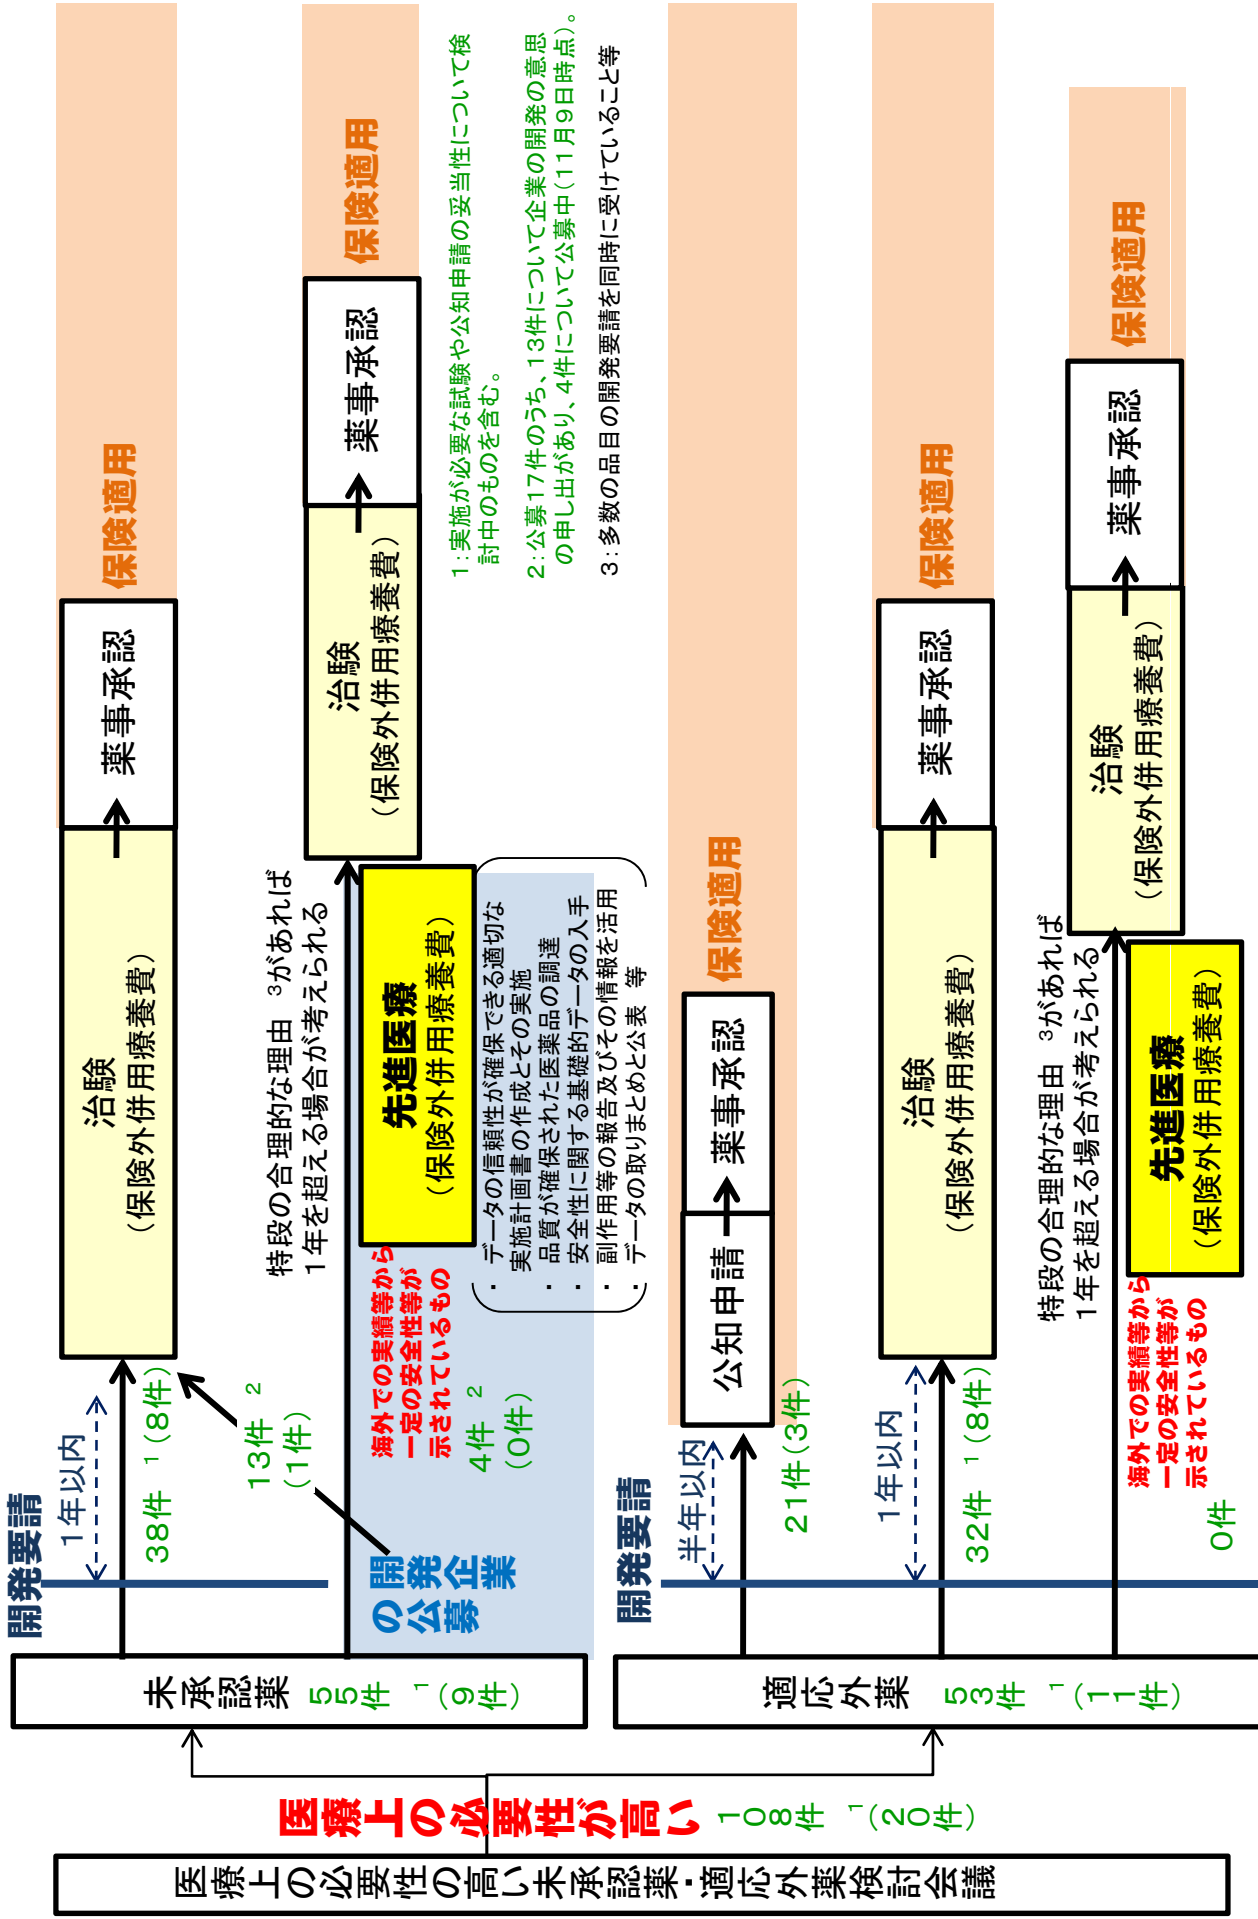 医療上の必要性の高い未承認薬・適応外薬検討会議
医療上の必要性が高い 108件 1(20件)
未承認薬 55件 1(9件)
開発要請
1年以内
38件 1(8件)
治験
(保険外併用療養費)
薬事承認
保険適用
13件 2
(1件)
開発企業
の公募
特段の合理的な理由 3があれば
1年を超える場合が考えられる
治験
(保険外併用療養費)
薬事承認
保険適用
海外での実績等から
一定の安全性等が
示されているもの
4件 2
(0件)
先進医療
(保険外併用療養費)
・ データの信頼性が確保できる適切な
実施計画書の作成とその実施
・ 品質が確保された医薬品の調達
・ 安全性に関する基礎的データの入手
・ 副作用等の報告及びその情報を活用
・ データの取りまとめと公表 等
1:実施が必要な試験や公知申請の妥当性について検
討中のものを含む。
2:公募17件のうち、13件について企業の開発の意思
の申し出があり、4件について公募中(11月9日時点)。
3:多数の品目の開発要請を同時に受けていること等
適応外薬 53件 1(11件)
開発要請
半年以内
21件(3件)
公知申請
薬事承認
保険適用
1年以内
32件 1(8件)
治験
(保険外併用療養費)
薬事承認
保険適用
特段の合理的な理由 3があれば
1年を超える場合が考えられる
治験
(保険外併用療養費)
薬事承認
保険適用
海外での実績等から
一定の安全性等が
示されているもの
0件
先進医療
(保険外併用療養費)